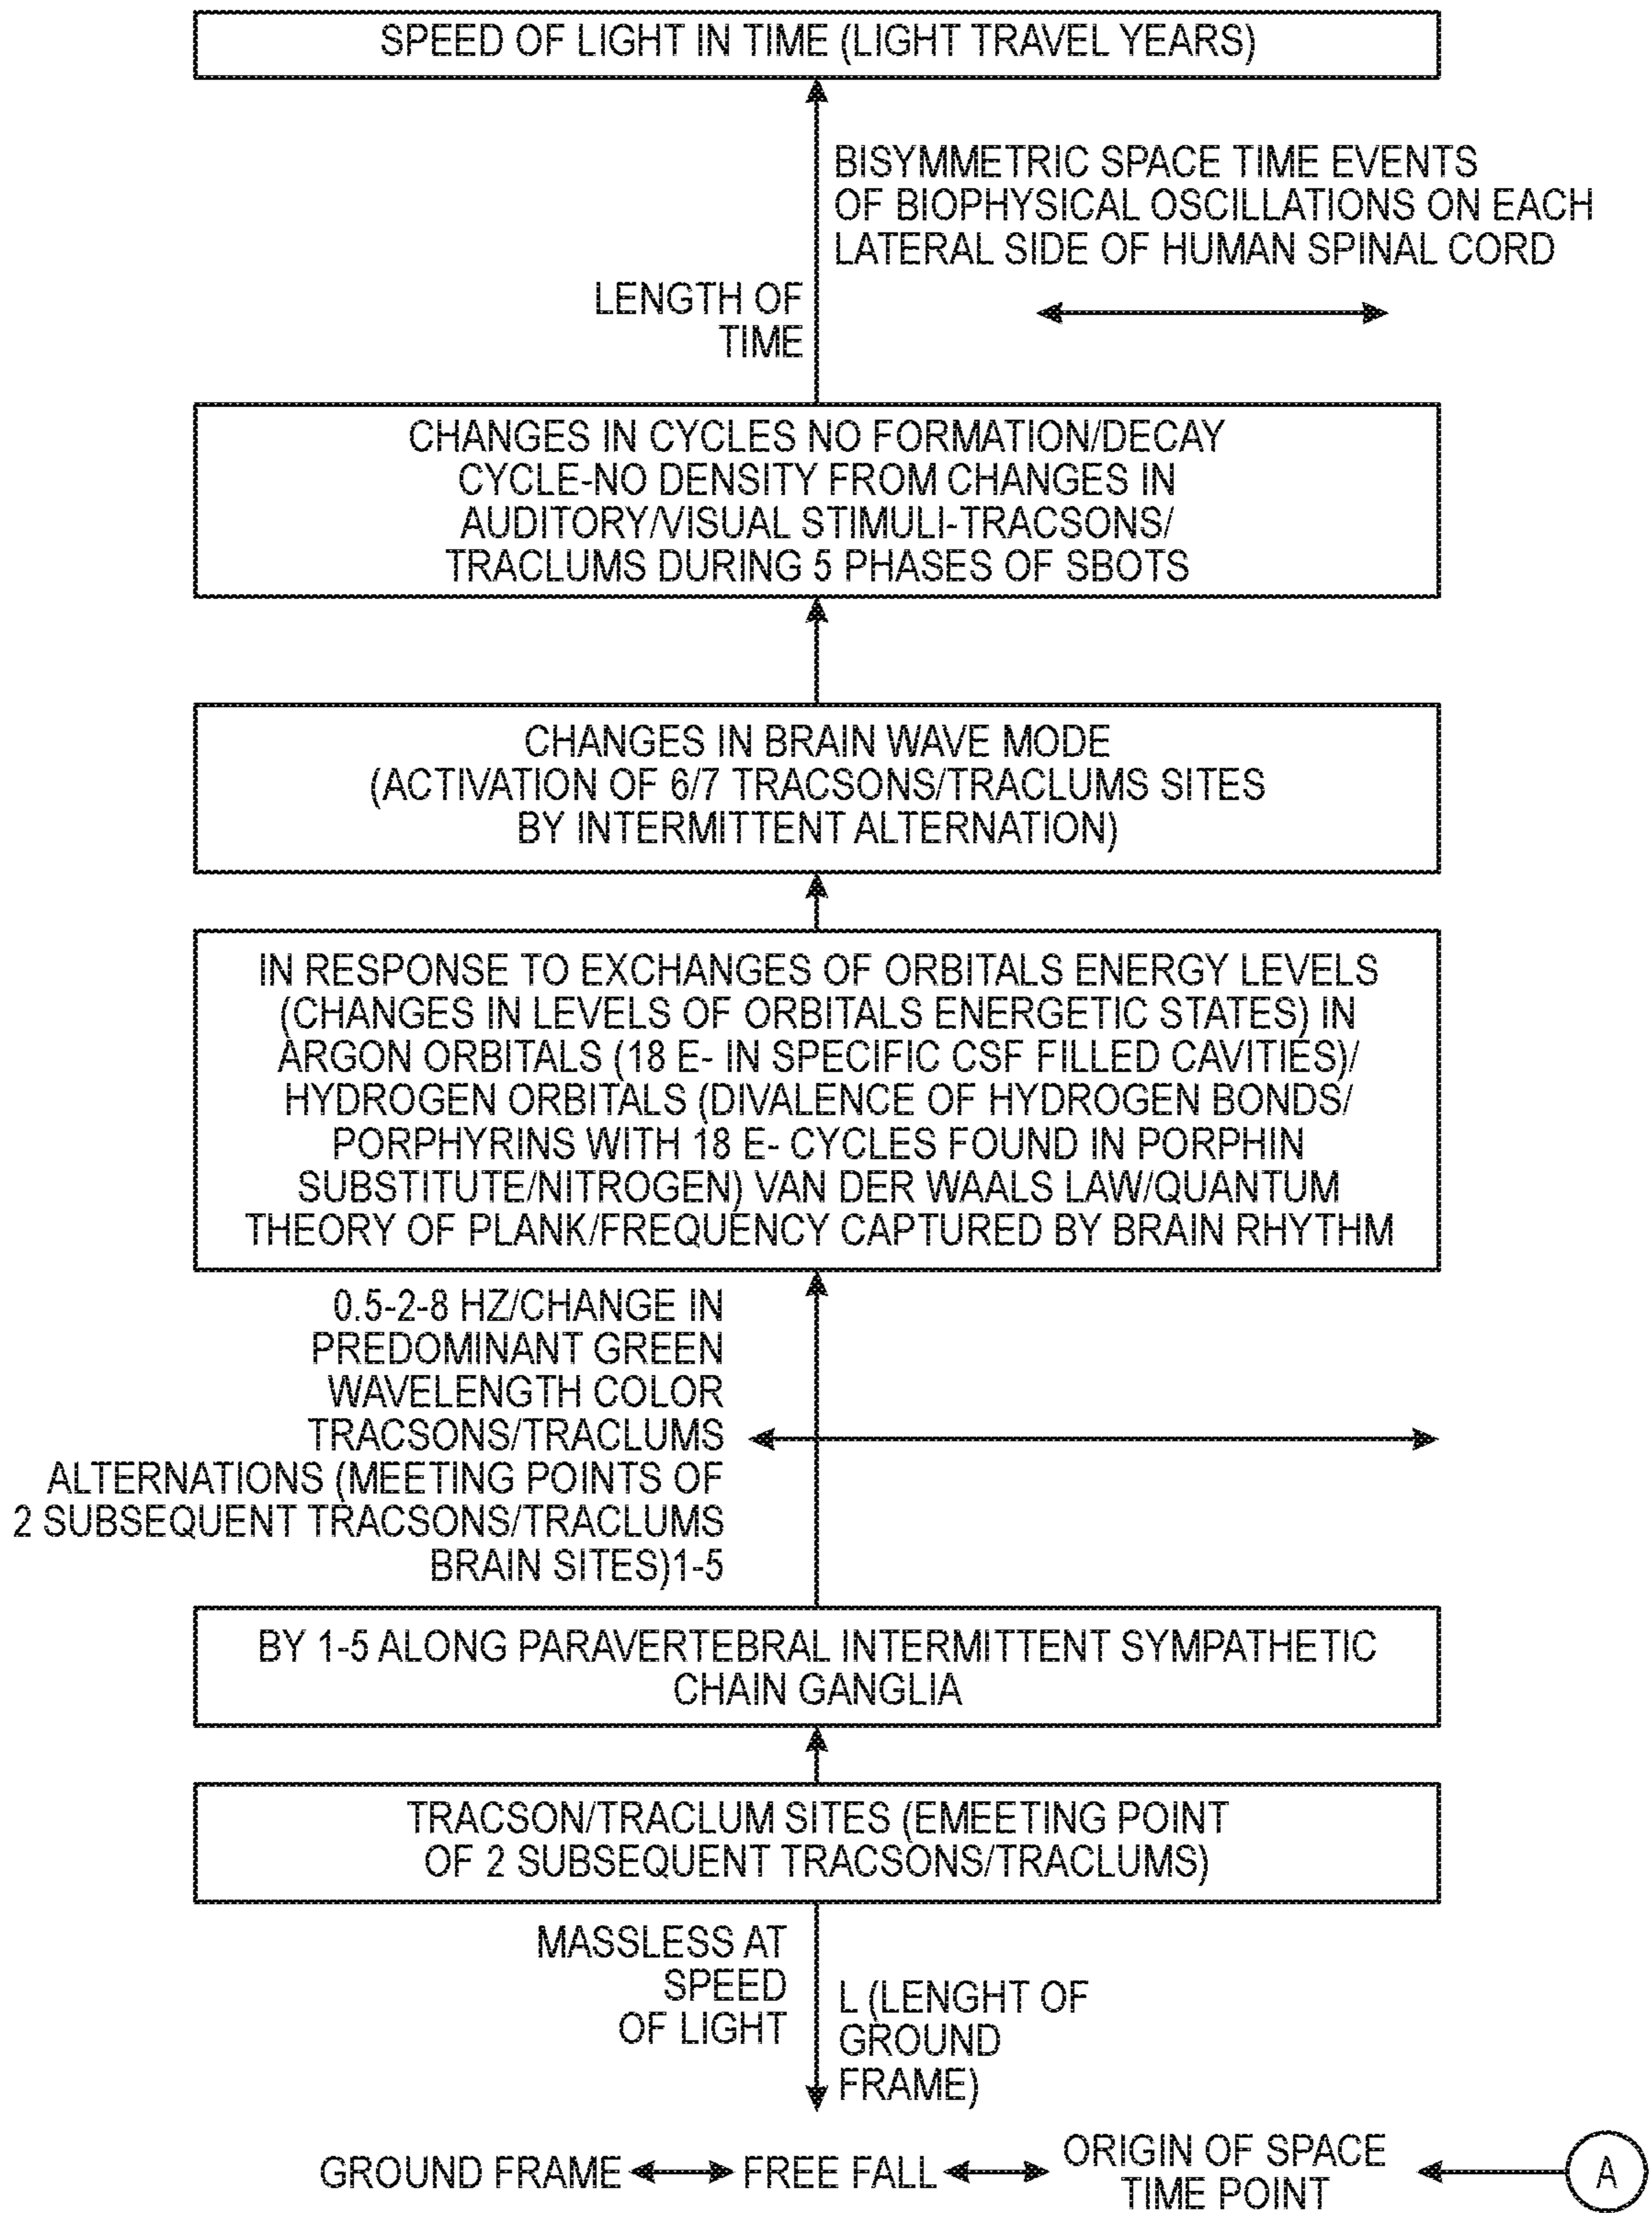 SPEED OF LIGHT IN TIME (LIGHT TRAVEL YEARS)
BISYMMETRIC SPACE TIME EVENTS
OF BIOPHYSICAL OSCILLATIONS ON EACH
LATERAL SIDE OF HUMAN SPINAL CORD
LENGTH OF
TIME
CHANGES IN CYCLES NO FORMATION/DECAY
CYCLE-NO DENSITY FROM CHANGES IN
AUDITORY/VISUAL STIMULI-TRACSONS/
TRACLUMS DURING 5 PHASES OF SBOTS
CHANGES IN BRAIN WAVE MODE
(ACTIVATION OF 6/7 TRACSONS/TRACLUMS SITES
BY INTERMITTENT ALTERNATION)
IN RESPONSE TO EXCHANGES OF ORBITALS ENERGY LEVELS
(CHANGES IN LEVELS OF ORBITALS ENERGETIC STATES) IN
ARGON ORBITALS (18 E- IN SPECIFIC CSF FILLED CAVITIES)/
HYDROGEN ORBITALS (DIVALENCE OF HYDROGEN BONDS/
PORPHYRINS WITH 18 E- CYCLES FOUND IN PORPHIN
SUBSTITUTE/NITROGEN) VAN DER WAALS LAW/QUANTUM
THEORY OF PLANK/FREQUENCY CAPTURED BY BRAIN RHYTHM
0.5-2-8 HZ/CHANGE IN
PREDOMINANT GREEN
WAVELENGTH COLOR
TRACSONS/TRACLUMS
ALTERNATIONS (MEETING POINTS OF
2 SUBSEQUENT TRACSONS/TRACLUMS
BRAIN SITES)1-5
BY 1-5 ALONG PARAVERTEBRAL INTERMITTENT SYMPATHETIC
CHAIN GANGLIA
TRACSON/TRACLUM SITES (EMEETING POINT
OF 2 SUBSEQUENT TRACSONS/TRACLUMS)
MASSLESS AT
SPEED
OF LIGHT
L (LENGHT OF
GROUND
FRAME)
GROUND FRAME FREE FALL ORIGIN OF SPACE
TIME POINT
A